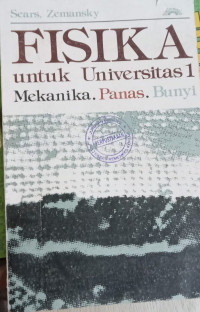 Sears, Zemansky
FISIKA
untuk Universitas 1
Mekanika. Panas. Bunyi